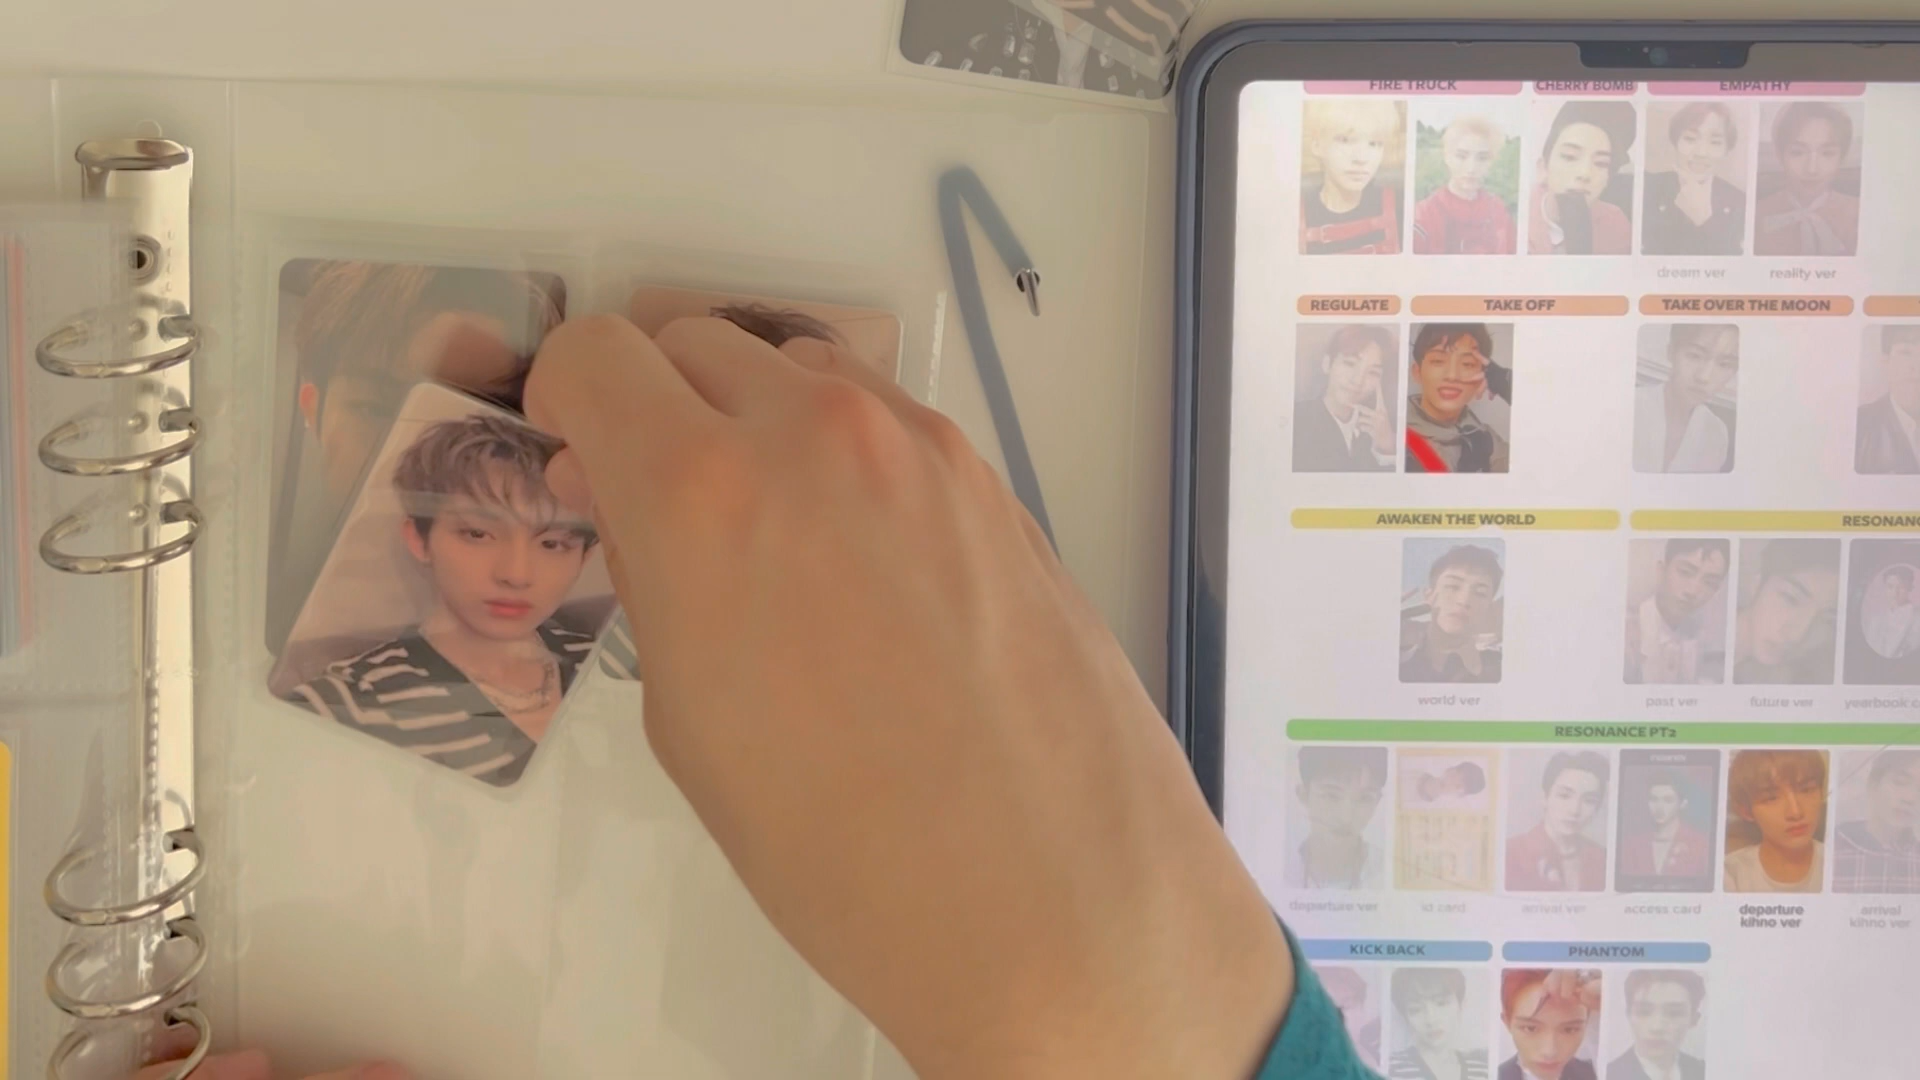 FIRE TRUCK
CHERRY BOMB
EMPATHY
dream ver
reality ver
REGULATE
TAKE OFF
TAKE OVER THE MOON
AWAKEN THE WORLD
RESONANC
world ver
past ver
future ver
yearbook c
RESONANCE PT2
departure ver
id card
arrival ver
access card
departure
kihno ver
arrival
kihno ver
KICK BACK
PHANTOM